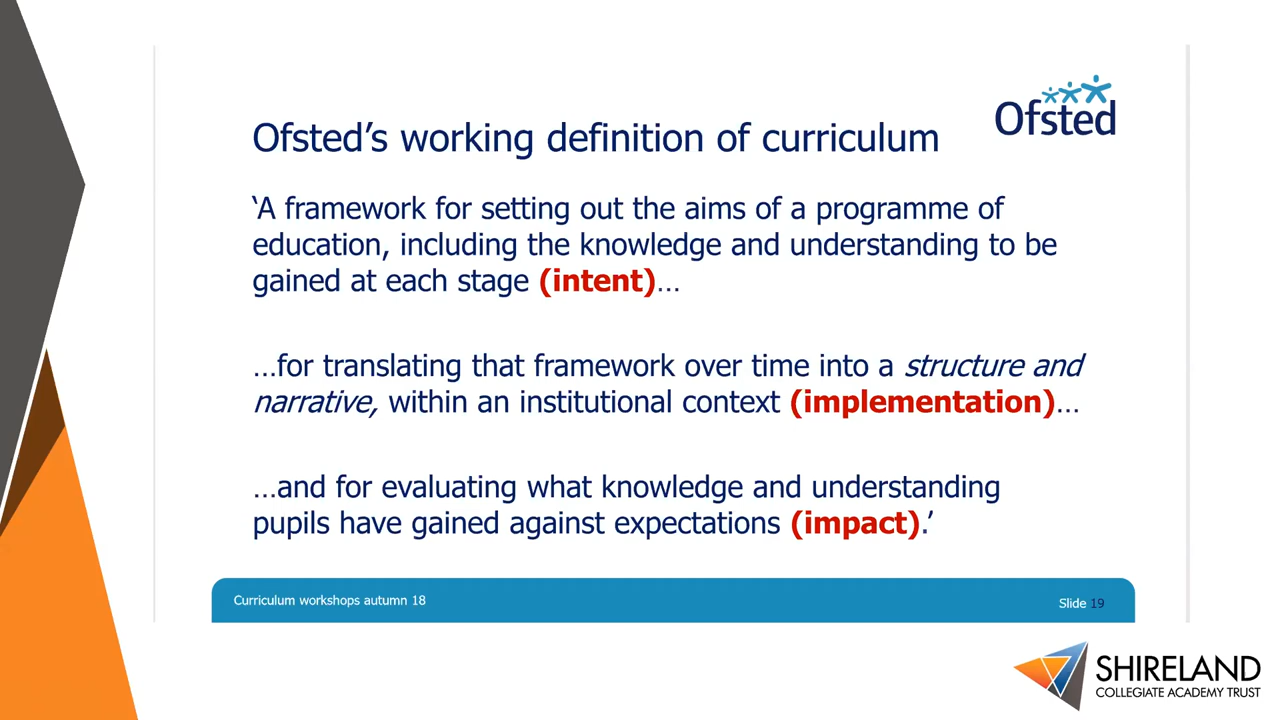 Ofsted
Ofsted’s working definition of curriculum
‘A framework for setting out the aims of a programme of
education, including the knowledge and understanding to be
gained at each stage (intent)…
…for translating that framework over time into a structure and
narrative, within an institutional context (implementation)…
…and for evaluating what knowledge and understanding
pupils have gained against expectations (impact).’
Curriculum workshops autumn 18
Slide 19
SHIRELAND
COLLEGIATE ACADEMY TRUST